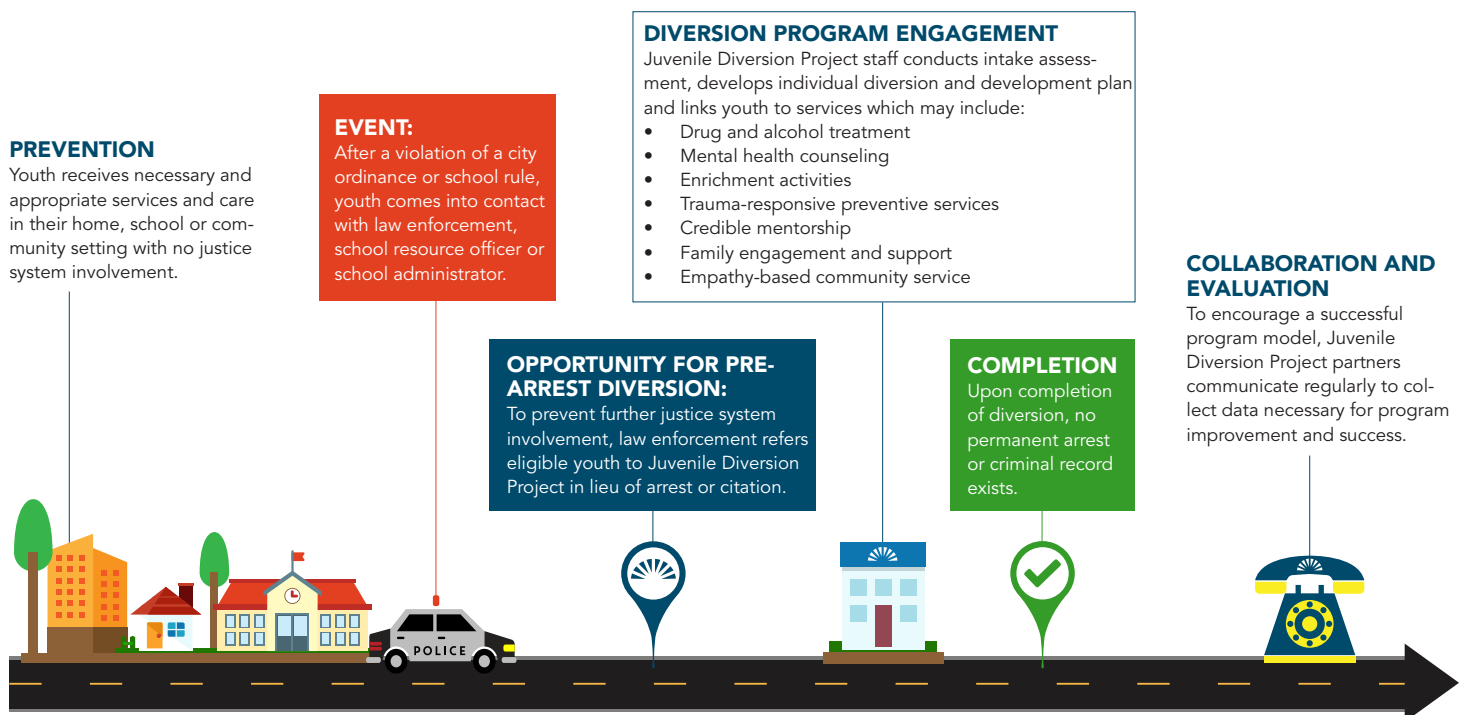 PREVENTION
Youth receives necessary and
appropriate services and care
in their home, school or com-
munity setting with no justice
system involvement.
EVENT:
After a violation of a city
ordinance or school rule,
youth comes into contact
with law enforcement,
school resource officer or
school administrator.
OPPORTUNITY FOR PRE-
ARREST DIVERSION:
To prevent further justice system
involvement, law enforcement refers
eligible youth to Juvenile Diversion
Project in lieu of arrest or citation.
DIVERSION PROGRAM ENGAGEMENT
Juvenile Diversion Project staff conducts intake assess-
ment, develops individual diversion and development plan
and links youth to services which may include:
• Drug and alcohol treatment
• Mental health counseling
• Enrichment activities
• Trauma-responsive preventive services
• Credible mentorship
• Family engagement and support
• Empathy-based community service
COMPLETION
Upon completion
of diversion, no
permanent arrest
or criminal record
exists.
COLLABORATION AND
EVALUATION
To encourage a successful
program model, Juvenile
Diversion Project partners
communicate regularly to col-
lect data necessary for program
improvement and success.
POLICE